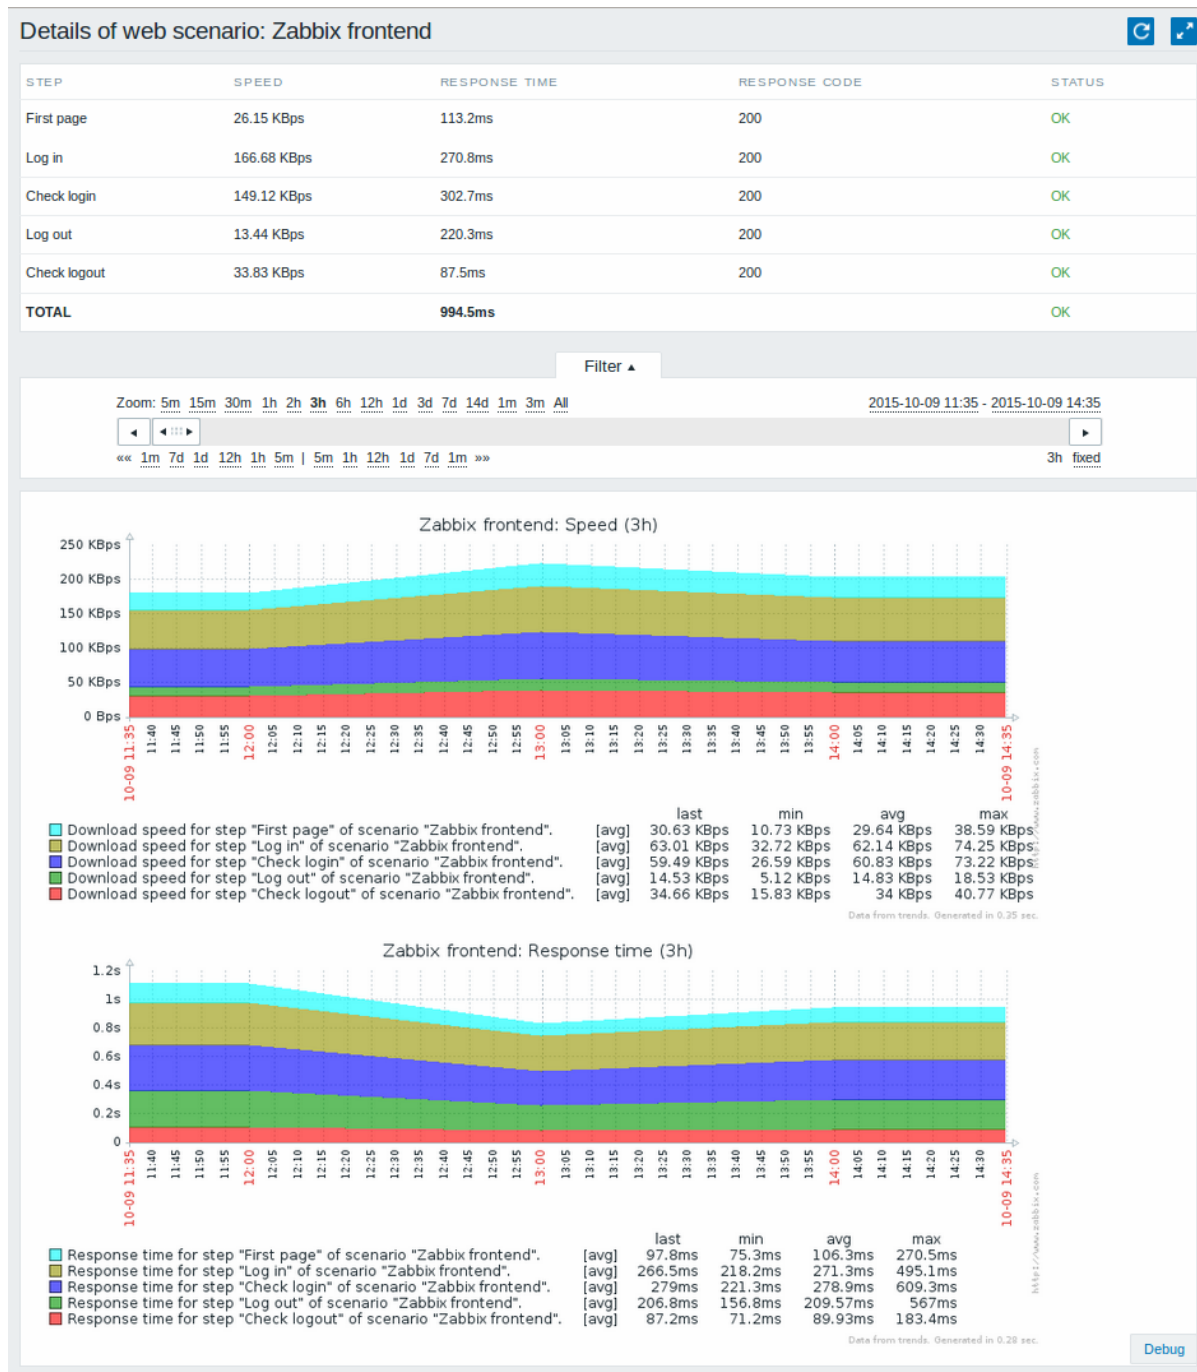 Details of web scenario: Zabbix frontend
STEP SPEED RESPONSE TIME RESPONSE CODE STATUS
First page 26.15 KBps 113.2ms 200 OK
Log in 166.68 KBps 270.8ms 200 OK
Check login 149.12 KBps 302.7ms 200 OK
Log out 13.44 KBps 220.3ms 200 OK
Check logout 33.83 KBps 87.5ms 200 OK
TOTAL 994.5ms OK
Filter ▲
Zoom: 5m 15m 30m 1h 2h 3h 6h 12h 1d 3d 7d 14d 1m 3m All 2015-10-09 11:35 - 2015-10-09 14:35
«« 1m 7d 1d 12h 1h 5m | 5m 1h 12h 1d 7d 1m »» 3h fixed
Zabbix frontend: Speed (3h)
250 KBps
200 KBps
150 KBps
100 KBps
50 KBps
0 Bps
10-09 11:35 11:40 11:45 11:50 11:55 12:00 12:05 12:10 12:15 12:20 12:25 12:30 12:35 12:40 12:45 12:50 12:55 13:00 13:05 13:10 13:15 13:20 13:25 13:30 13:35 13:40 13:45 13:50 13:55 14:00 14:05 14:10 14:15 14:20 14:25 14:30 10-09 14:35
http://www.zabbix.com
last min avg max
Download speed for step "First page" of scenario "Zabbix frontend". [avg] 30.63 KBps 10.73 KBps 29.64 KBps 38.59 KBps
Download speed for step "Log in" of scenario "Zabbix frontend". [avg] 63.01 KBps 32.72 KBps 62.14 KBps 74.25 KBps
Download speed for step "Check login" of scenario "Zabbix frontend". [avg] 59.49 KBps 26.59 KBps 60.83 KBps 73.22 KBps
Download speed for step "Log out" of scenario "Zabbix frontend". [avg] 14.53 KBps 5.12 KBps 14.83 KBps 18.53 KBps
Download speed for step "Check logout" of scenario "Zabbix frontend". [avg] 34.66 KBps 15.83 KBps 34 KBps 40.77 KBps
Data from trends. Generated in 0.35 sec.
Zabbix frontend: Response time (3h)
1.2s
1s
0.8s
0.6s
0.4s
0.2s
0
10-09 11:35 11:40 11:45 11:50 11:55 12:00 12:05 12:10 12:15 12:20 12:25 12:30 12:35 12:40 12:45 12:50 12:55 13:00 13:05 13:10 13:15 13:20 13:25 13:30 13:35 13:40 13:45 13:50 13:55 14:00 14:05 14:10 14:15 14:20 14:25 14:30 10-09 14:35
http://www.zabbix.com
last min avg max
Response time for step "First page" of scenario "Zabbix frontend". [avg] 97.8ms 75.3ms 106.3ms 270.5ms
Response time for step "Log in" of scenario "Zabbix frontend". [avg] 266.5ms 218.2ms 271.3ms 495.1ms
Response time for step "Check login" of scenario "Zabbix frontend". [avg] 279ms 221.3ms 278.9ms 609.3ms
Response time for step "Log out" of scenario "Zabbix frontend". [avg] 206.8ms 156.8ms 209.57ms 567ms
Response time for step "Check logout" of scenario "Zabbix frontend". [avg] 87.2ms 71.2ms 89.93ms 183.4ms
Data from trends. Generated in 0.28 sec.
Debug